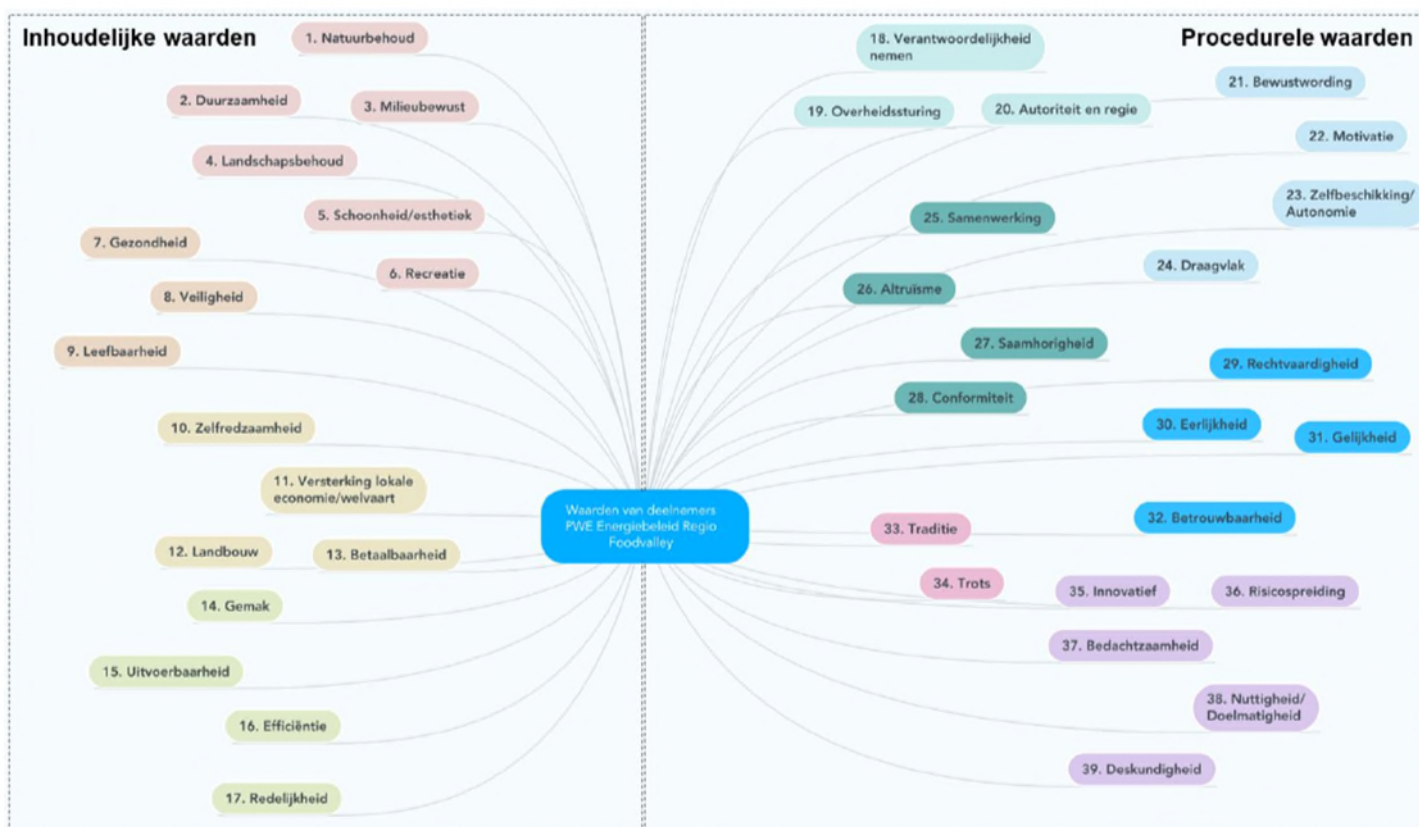 Inhoudelijke waarden
1. Natuurbehoud
2. Duurzaamheid
3. Milieubewust
4. Landschapsbehoud
5. Schoonheid/esthetiek
6. Recreatie
7. Gezondheid
8. Veiligheid
9. Leefbaarheid
10. Zelfredzaamheid
11. Versterking lokale
economie/welvaart
12. Landbouw
13. Betaalbaarheid
14. Gemak
15. Uitvoerbaarheid
16. Efficiëntie
17. Redelijkheid
Waarden van deelnemers
PWE Energiebeleid Regio
Foodvalley
Procedurele waarden
18. Verantwoordelijkheid
nemen
19. Overheidssturing
20. Autoriteit en regie
21. Bewustwording
22. Motivatie
23. Zelfbeschikking/
Autonomie
24. Draagvlak
25. Samenwerking
26. Altruïsme
27. Saamhorigheid
28. Conformiteit
29. Rechtvaardigheid
30. Eerlijkheid
31. Gelijkheid
32. Betrouwbaarheid
33. Traditie
34. Trots
35. Innovatief
36. Risicospreiding
37. Bedachtzaamheid
38. Nuttigheid/
Doelmatigheid
39. Deskundigheid